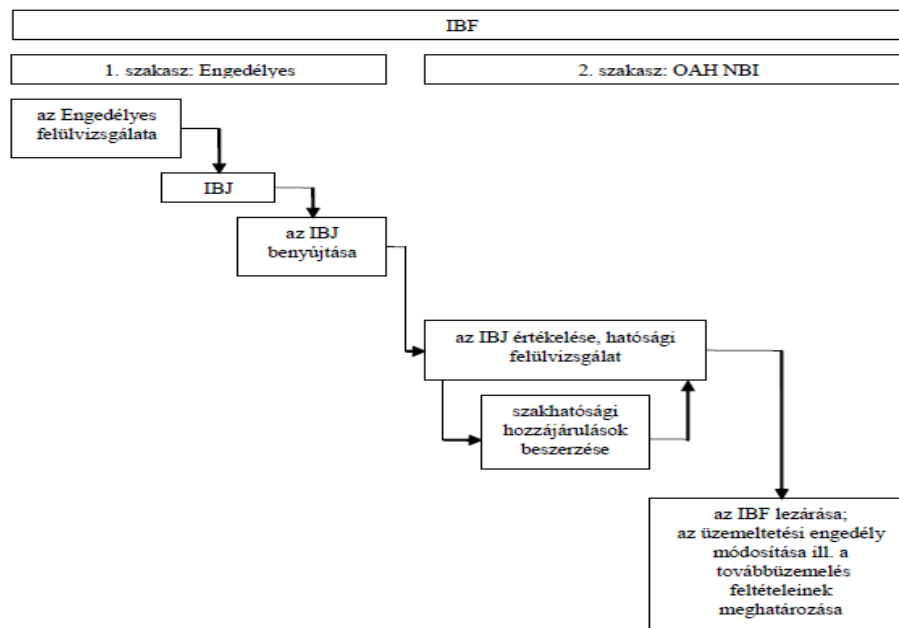 IBF
1. szakasz: Engedélyes
2. szakasz: OAH NBI
az Engedélyes
felülvizsgálata
IBJ
az IBJ
benyújtása
az IBJ értékelése, hatósági
felülvizsgálat
szakhatósági
hozzájárulások
beszerzése
az IBF lezárása;
az üzemeltetési engedély
módosítása ill. a
továbbüzemelés
feltételeinek
meghatározása